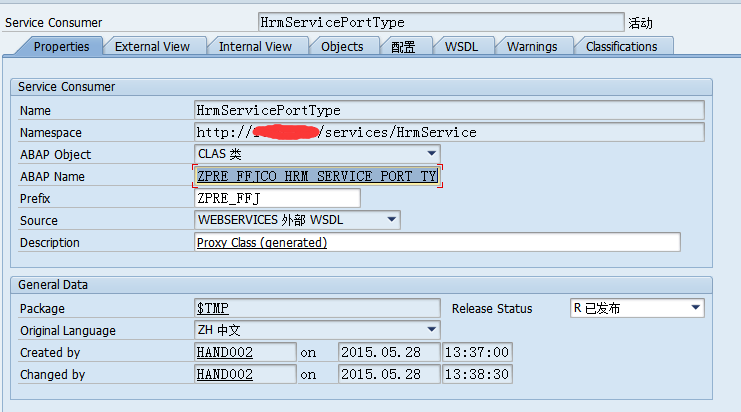 Service Consumer HrmServicePortType 活动
Properties External View Internal View Objects 配置 WSDL Warnings Classifications
Service Consumer
Name HrmServicePortType
Namespace http:// /services/HrmService
ABAP Object CLAS 类
ABAP Name ZPRE_FFJCO_HRM_SERVICE_PORT_TY
Prefix ZPRE_FFJ
Source WEBSERVICES 外部 WSDL
Description Proxy Class (generated)
General Data
Package $TMP Release Status R 已发布
Original Language ZH 中文
Created by HAND002 on 2015.05.28 13:37:00
Changed by HAND002 on 2015.05.28 13:38:30